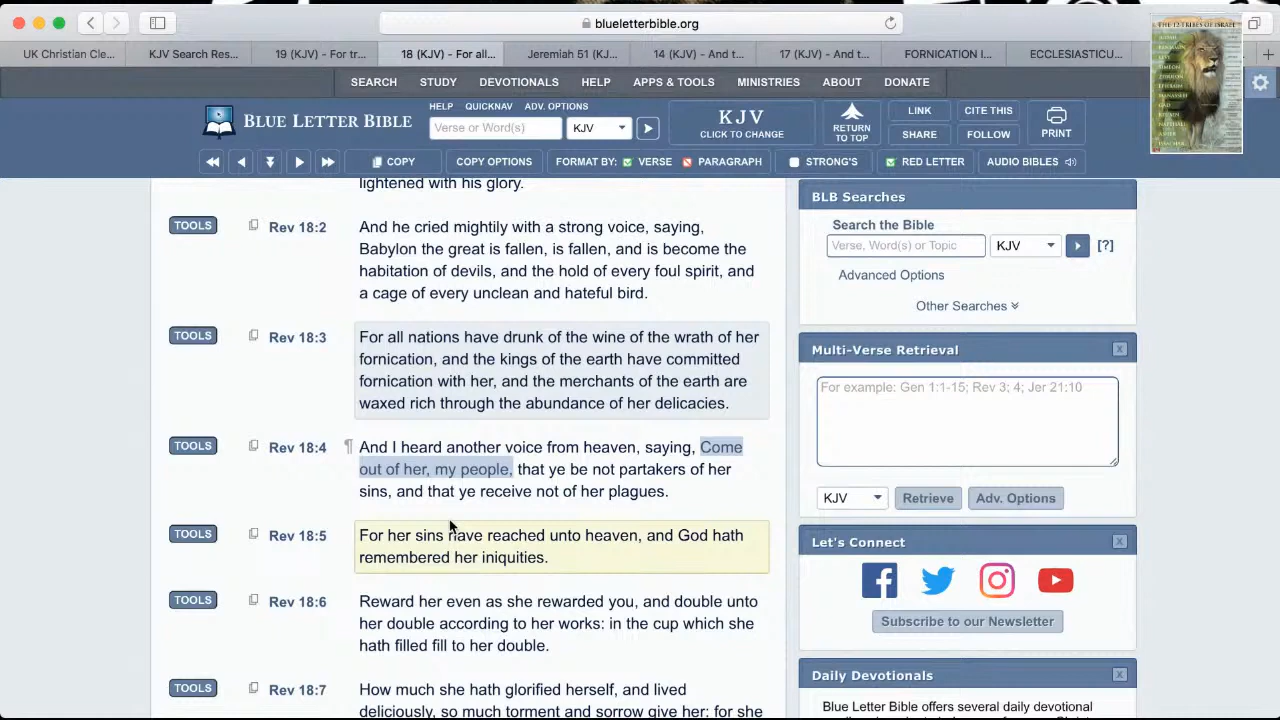 blueletterbible.org
UK Christian Cle...
KJV Search Res...
19 (KJV) - For tr...
18 (KJV) - For all...
Jeremiah 51 (KJ...
14 (KJV) - And t...
17 (KJV) - And t...
FORNICATION I...
ECCLESIASTICU...
THE 12 TRIBES OF ISRAEL
SEARCH STUDY DEVOTIONALS HELP APPS & TOOLS MINISTRIES ABOUT DONATE
BLUE LETTER BIBLE
HELP QUICKNAV ADV. OPTIONS
Verse or Word(s)
KJV
KJV
CLICK TO CHANGE
RETURN
TO TOP
LINK
CITE THIS
SHARE
FOLLOW
PRINT
COPY COPY OPTIONS FORMAT BY: VERSE PARAGRAPH STRONG'S RED LETTER AUDIO BIBLES
lightened with his glory.
TOOLS Rev 18:2 And he cried mightily with a strong voice, saying,
Babylon the great is fallen, is fallen, and is become the
habitation of devils, and the hold of every foul spirit, and
a cage of every unclean and hateful bird.
TOOLS Rev 18:3 For all nations have drunk of the wine of the wrath of her
fornication, and the kings of the earth have committed
fornication with her, and the merchants of the earth are
waxed rich through the abundance of her delicacies.
TOOLS Rev 18:4 ¶ And I heard another voice from heaven, saying, Come
out of her, my people, that ye be not partakers of her
sins, and that ye receive not of her plagues.
TOOLS Rev 18:5 For her sins have reached unto heaven, and God hath
remembered her iniquities.
TOOLS Rev 18:6 Reward her even as she rewarded you, and double unto
her double according to her works: in the cup which she
hath filled fill to her double.
TOOLS Rev 18:7 How much she hath glorified herself, and lived
deliciously, so much torment and sorrow give her: for she
BLB Searches
Search the Bible
Verse, Word(s) or Topic
KJV
[?]
Advanced Options
Other Searches
Multi-Verse Retrieval
X
For example: Gen 1:1-15; Rev 3; 4; Jer 21:10
KJV
Retrieve
Adv. Options
Let's Connect
X
Subscribe to our Newsletter
Daily Devotionals
X
Blue Letter Bible offers several daily devotional